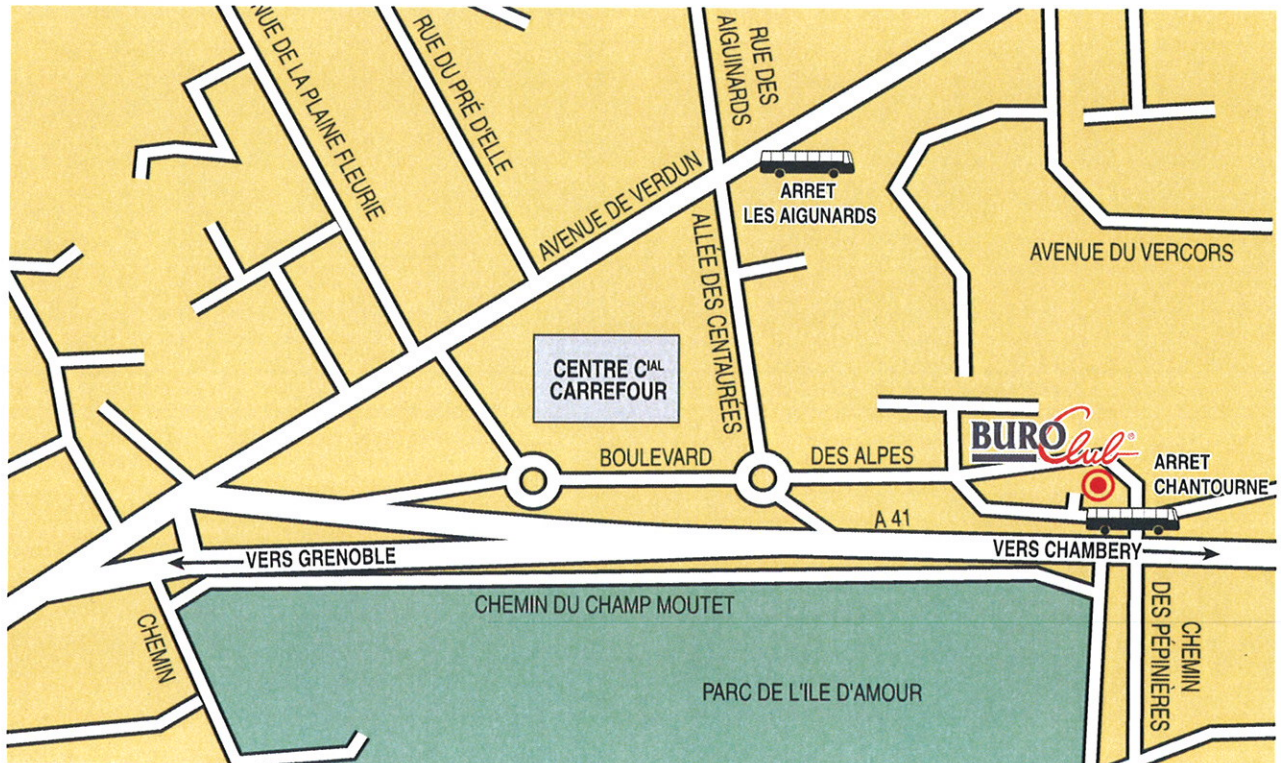 NUE DE LA PLAINE FLEURIE
RUE DU PRÉ D'ELLE
RUE DES
AIGUINARDS
AVENUE DE VERDUN
ARRET
LES AIGUNARDS
AVENUE DU VERCORS
ALLÉE DES CENTAURÉES
CENTRE CIAL
CARREFOUR
BURO Club®
BOULEVARD
DES ALPES
ARRET
CHANTOURNE
A 41
VERS GRENOBLE
VERS CHAMBERY
CHEMIN DU CHAMP MOUTET
CHEMIN
CHEMIN
DES PÉPINIÈRES
PARC DE L'ILE D'AMOUR